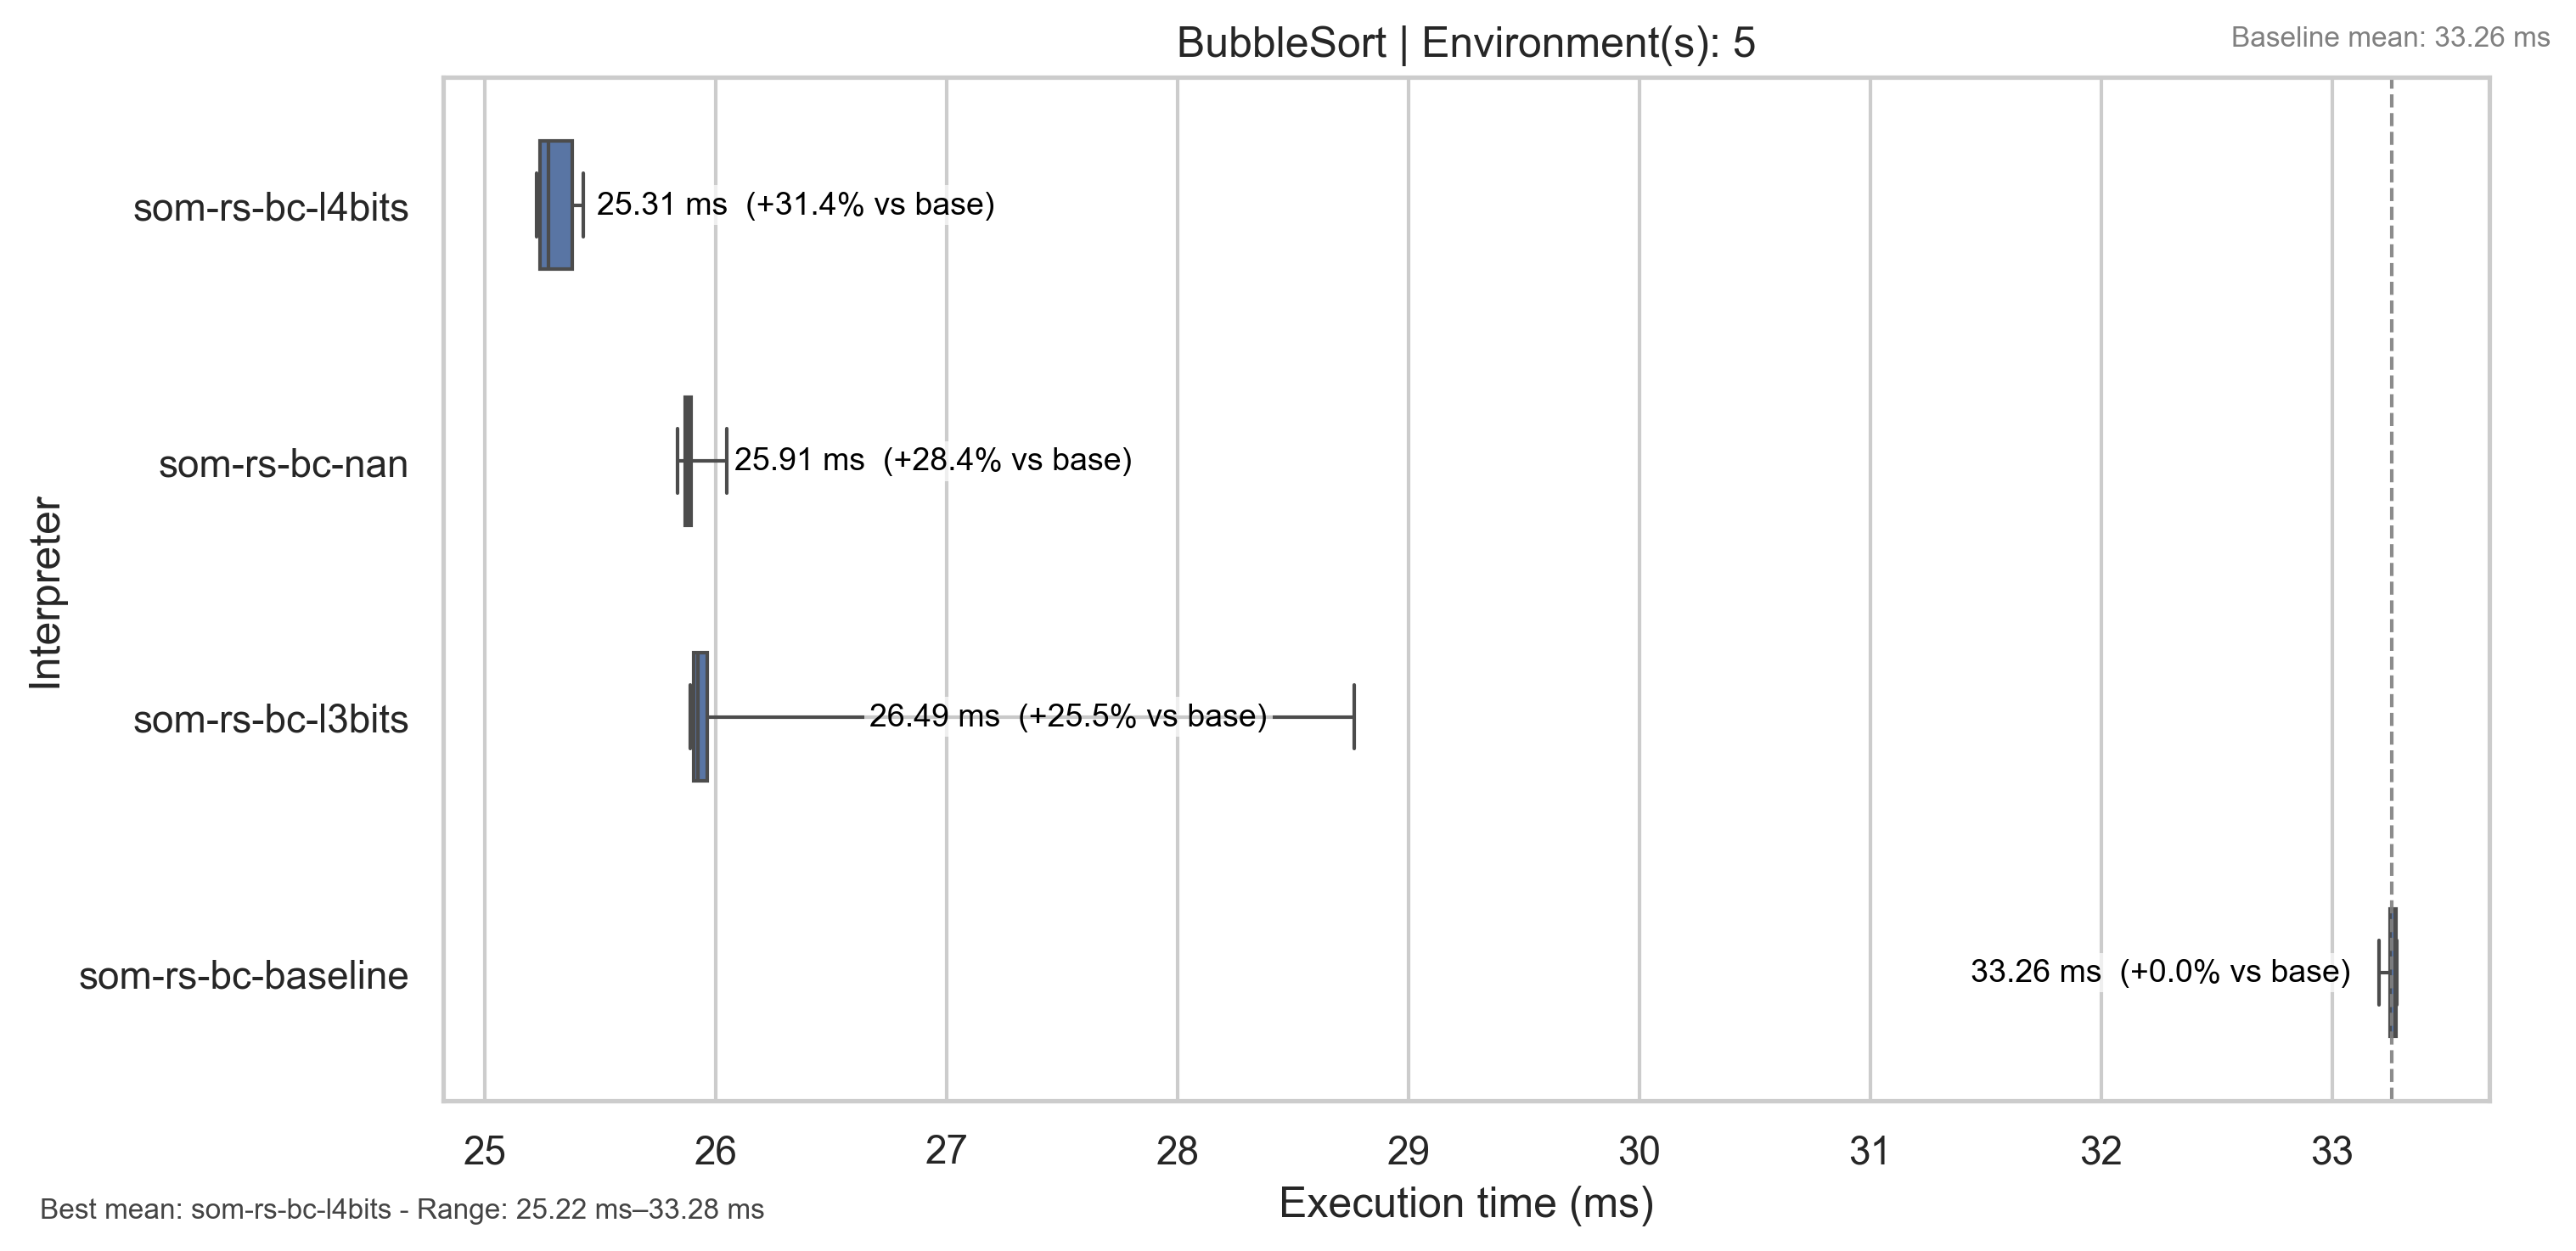 BubbleSort | Environment(s): 5
Baseline mean: 33.26 ms
Interpreter
som-rs-bc-l4bits
25.31 ms (+31.4% vs base)
som-rs-bc-nan
25.91 ms (+28.4% vs base)
som-rs-bc-l3bits
26.49 ms (+25.5% vs base)
som-rs-bc-baseline
33.26 ms (+0.0% vs base)
25 26 27 28 29 30 31 32 33
Execution time (ms)
Best mean: som-rs-bc-l4bits - Range: 25.22 ms–33.28 ms